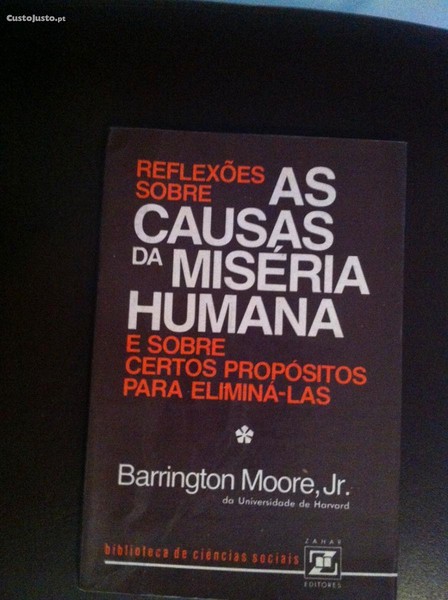 CustoJusto.pt
REFLEXÕES
SOBRE AS
CAUSAS
DA MISÉRIA
HUMANA
E SOBRE
CERTOS PROPÓSITOS
PARA ELIMINÁ-LAS
Barrington Moore, Jr.
da Universidade de Harvard
biblioteca de ciências sociais
ZAHAR
EDITORES